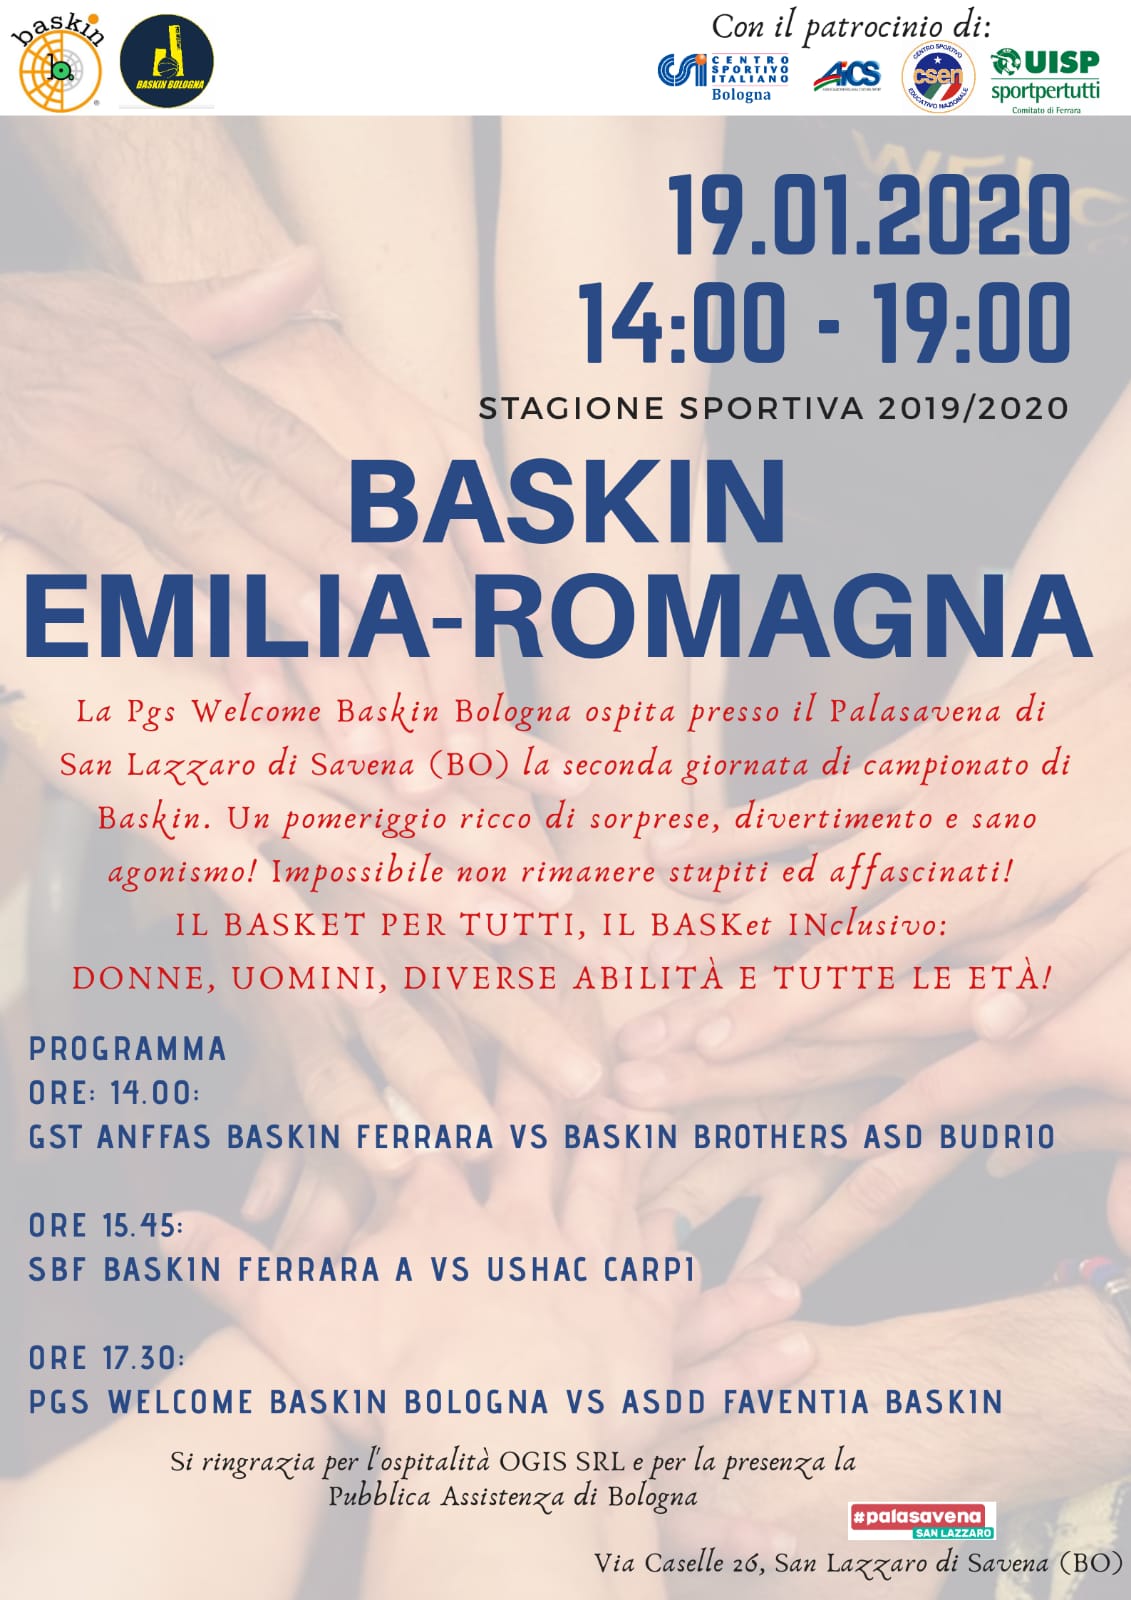 baskin
b.
BASKIN BOLOGNA
Con il patrocinio di:
CSI CENTRO
SPORTIVO
ITALIANO
Bologna
AiCS
CENTRO SPORTIVO
csen
EDUCATIVO NAZIONALE
UISP
sportpertutti
Comitato di Ferrara
WELC
19.01.2020
14:00 - 19:00
STAGIONE SPORTIVA 2019/2020
BASKIN
EMILIA-ROMAGNA
La Pgs Welcome Baskin Bologna ospita presso il Palasavena di
San Lazzaro di Savena (BO) la seconda giornata di campionato di
Baskin. Un pomeriggio ricco di sorprese, divertimento e sano
agonismo! Impossibile non rimanere stupiti ed affascinati!
IL BASKET PER TUTTI, IL BASKet INclusivo:
DONNE, UOMINI, DIVERSE ABILITÀ E TUTTE LE ETÀ!
PROGRAMMA
ORE: 14.00:
GST ANFFAS BASKIN FERRARA VS BASKIN BROTHERS ASD BUDRIO
ORE 15.45:
SBF BASKIN FERRARA A VS USHAC CARPI
ORE 17.30:
PGS WELCOME BASKIN BOLOGNA VS ASDD FAVENTIA BASKIN
Si ringrazia per l'ospitalità OGIS SRL e per la presenza la
Pubblica Assistenza di Bologna
#palasavena
SAN LAZZARO
Via Caselle 26, San Lazzaro di Savena (BO)